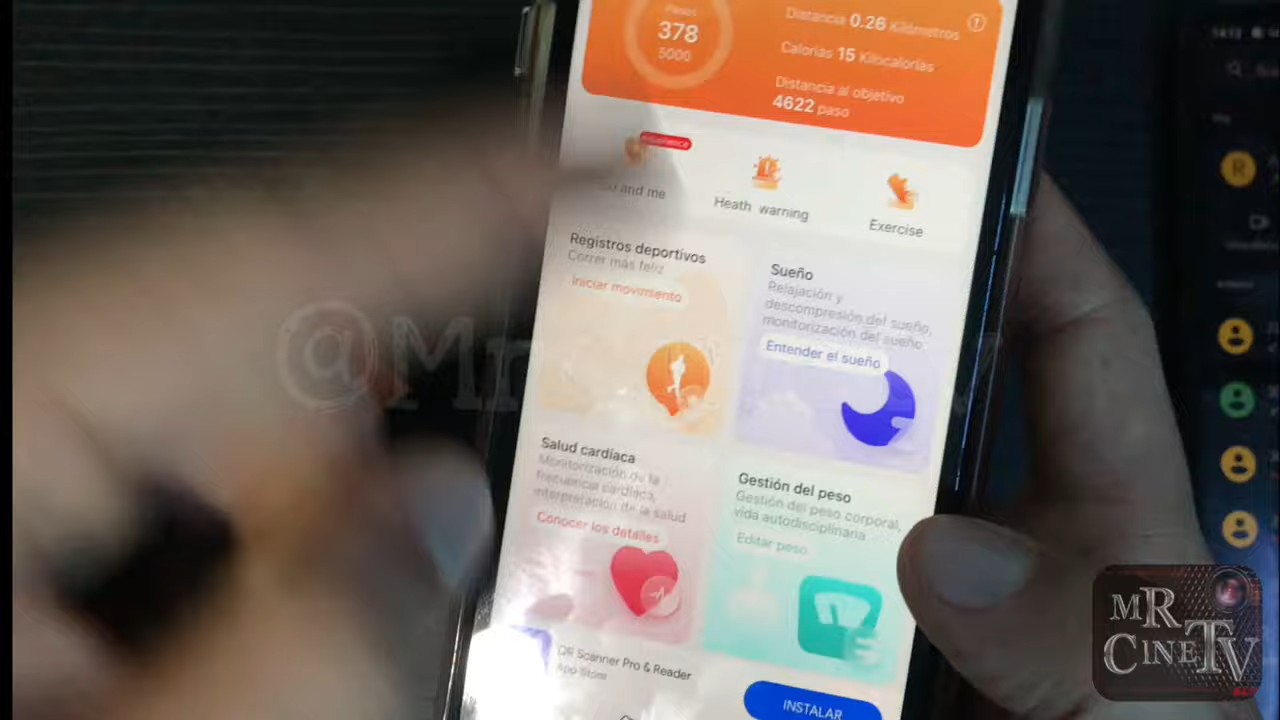 Pasos
378
5000
Distancia 0.26 Kilómetros
Calorías 15 Kilocalorías
Distancia al objetivo
4622 paso
and me
Heath warning
Exercise
Registros deportivos
Correr más feliz
Iniciar movimiento
Sueño
Relajación y
descompresión del sueño,
monitorización del sueño
Entender el sueño
Salud cardíaca
Monitorización de la
frecuencia cardíaca,
interpretación de la salud
Conocer los detalles
Gestión del peso
Gestión del peso corporal,
vida autodisciplinaria
Editar peso
QR Scanner Pro & Reader
App Store
INSTALAR
@Mr
R
MR
CINETV